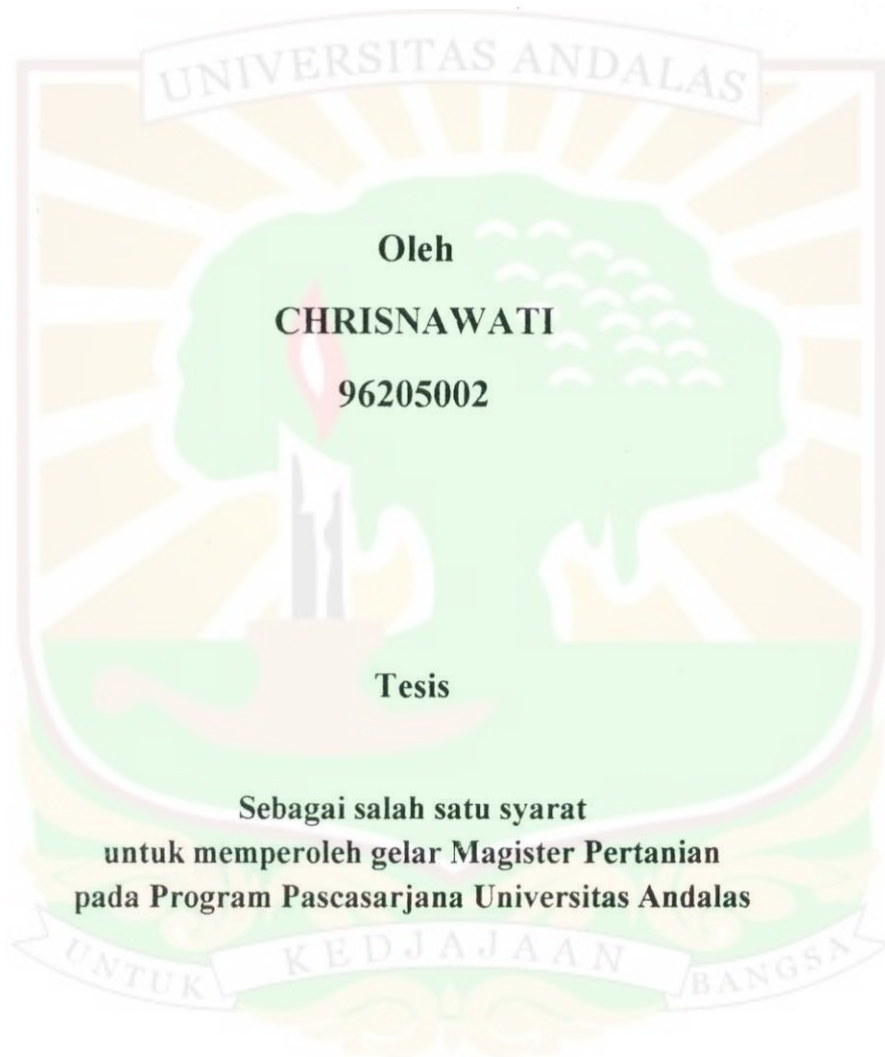 UNIVERSITAS ANDALAS
Oleh
CHRISNAWATI
96205002
Tesis
Sebagai salah satu syarat
untuk memperoleh gelar Magister Pertanian
pada Program Pascasarjana Universitas Andalas
UNTUK KEDJAJAAN BANGSA